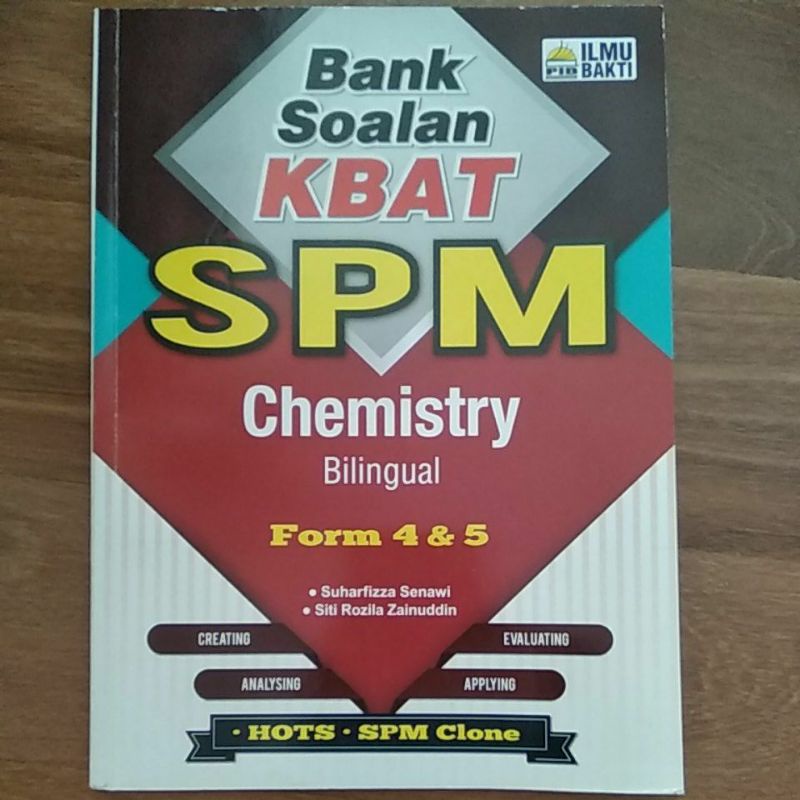 Bank
Soalan
KBAT
SPM
PIB
ILMU
BAKTI
Chemistry
Bilingual
Form 4 & 5
• Suharfizza Senawi
• Siti Rozila Zainuddin
CREATING
EVALUATING
ANALYSING
APPLYING
• HOTS • SPM Clone